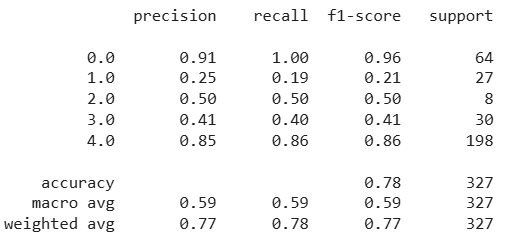 precision recall f1-score support
0.0 0.91 1.00 0.96 64
1.0 0.25 0.19 0.21 27
2.0 0.50 0.50 0.50 8
3.0 0.41 0.40 0.41 30
4.0 0.85 0.86 0.86 198
accuracy 0.78 327
macro avg 0.59 0.59 0.59 327
weighted avg 0.77 0.78 0.77 327